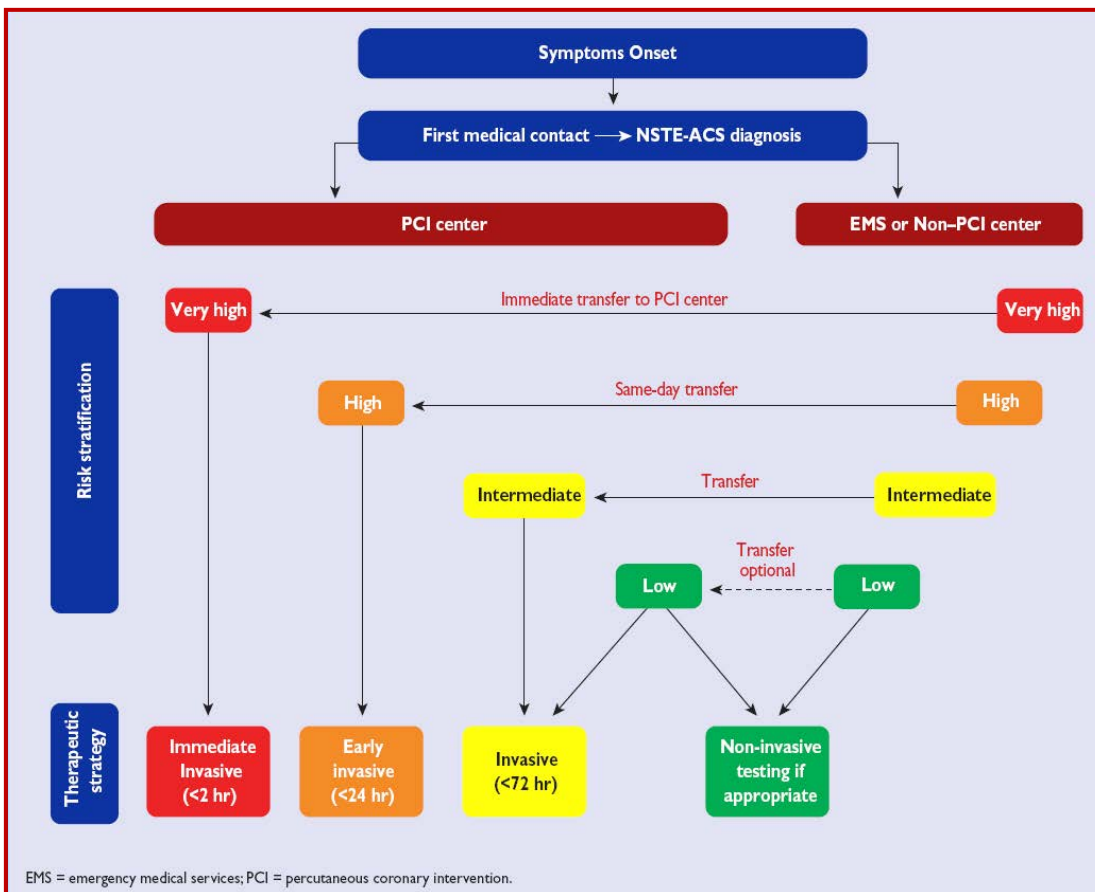 Symptoms Onset
First medical contact → NSTE-ACS diagnosis
PCI center
EMS or Non–PCI center
Risk stratification
Very high
Immediate transfer to PCI center
Very high
High
Same-day transfer
High
Intermediate
Transfer
Intermediate
Transfer
optional
Low
Low
Therapeutic
strategy
Immediate
Invasive
(<2 hr)
Early
invasive
(<24 hr)
Invasive
(<72 hr)
Non-invasive
testing if
appropriate
EMS = emergency medical services; PCI = percutaneous coronary intervention.